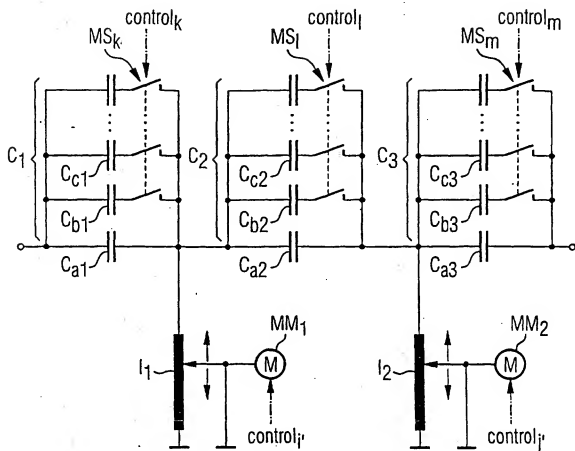 control_k control_l control_m
MS_k MS_l MS_m
C_1 C_2 C_3
C_c1 C_c2 C_c3
C_b1 C_b2 C_b3
C_a1 C_a2 C_a3
MM_1 MM_2
I_1 M I_2 M
control_i' control_j'